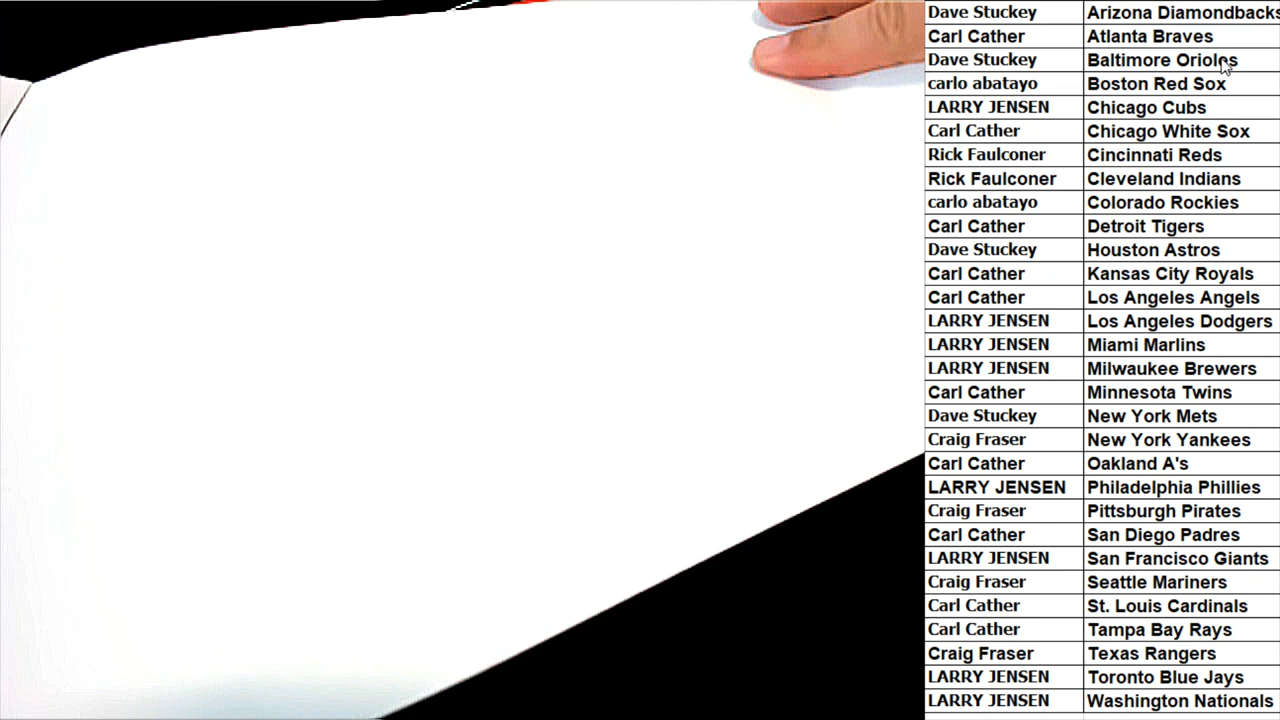 Dave Stuckey Arizona Diamondbacks
Carl Cather Atlanta Braves
Dave Stuckey Baltimore Orioles
carlo abatayo Boston Red Sox
LARRY JENSEN Chicago Cubs
Carl Cather Chicago White Sox
Rick Faulconer Cincinnati Reds
Rick Faulconer Cleveland Indians
carlo abatayo Colorado Rockies
Carl Cather Detroit Tigers
Dave Stuckey Houston Astros
Carl Cather Kansas City Royals
Carl Cather Los Angeles Angels
LARRY JENSEN Los Angeles Dodgers
LARRY JENSEN Miami Marlins
LARRY JENSEN Milwaukee Brewers
Carl Cather Minnesota Twins
Dave Stuckey New York Mets
Craig Fraser New York Yankees
Carl Cather Oakland A's
LARRY JENSEN Philadelphia Phillies
Craig Fraser Pittsburgh Pirates
Carl Cather San Diego Padres
LARRY JENSEN San Francisco Giants
Craig Fraser Seattle Mariners
Carl Cather St. Louis Cardinals
Carl Cather Tampa Bay Rays
Craig Fraser Texas Rangers
LARRY JENSEN Toronto Blue Jays
LARRY JENSEN Washington Nationals